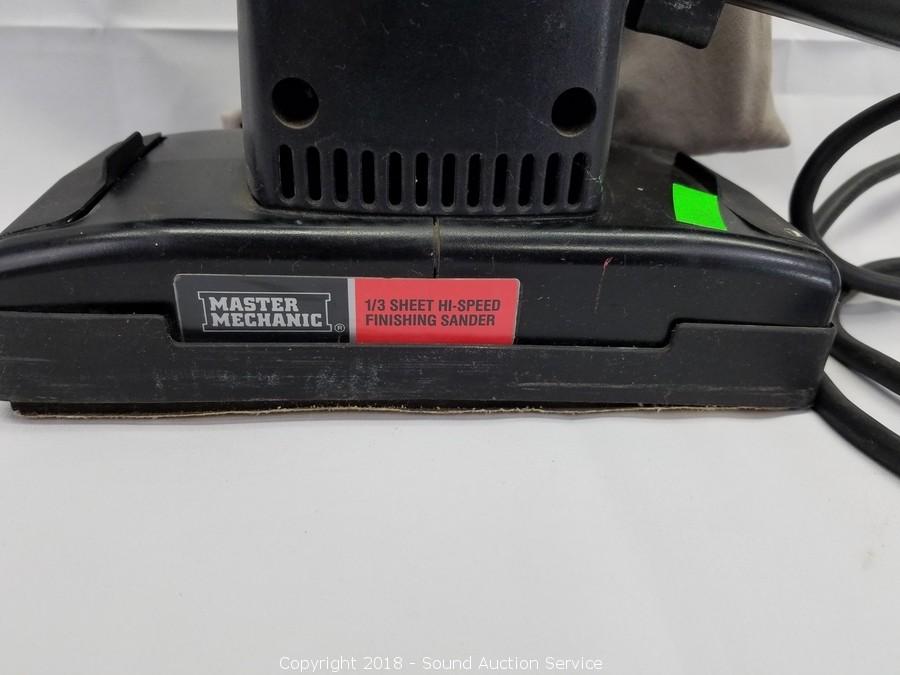 MASTER
MECHANIC®
1/3 SHEET HI-SPEED
FINISHING SANDER
Copyright 2018 - Sound Auction Service